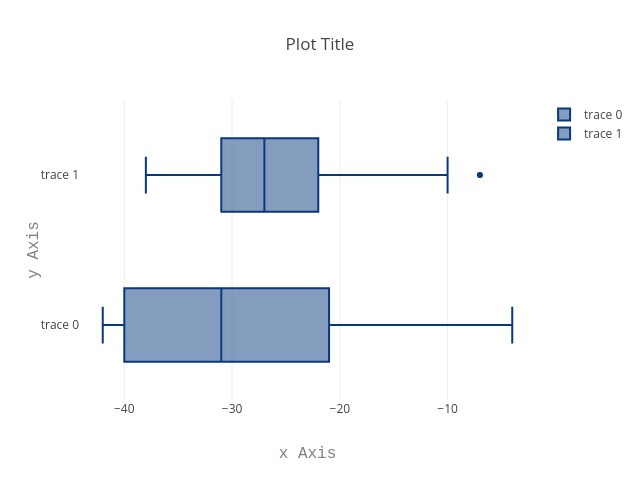 Plot Title
trace 0
trace 1
trace 1
trace 0
y Axis
−40
−30
−20
−10
x Axis